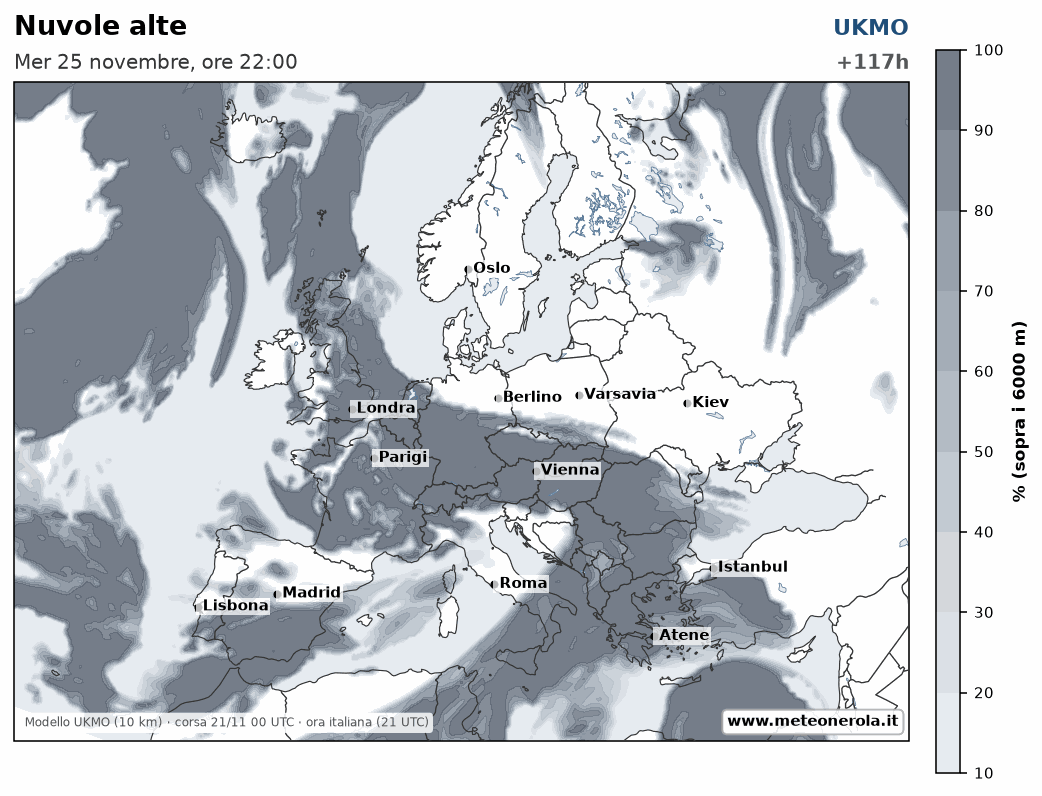 Nuvole alte
UKMO
Mer 25 novembre, ore 22:00
+117h
100
90
80
70
60
50
40
30
20
10
% (sopra i 6000 m)
Oslo
Berlino
Varsavia
Kiev
Londra
Parigi
Vienna
Istanbul
Roma
Madrid
Lisbona
Atene
Modello UKMO (10 km) · corsa 21/11 00 UTC · ora italiana (21 UTC)
www.meteonerola.it